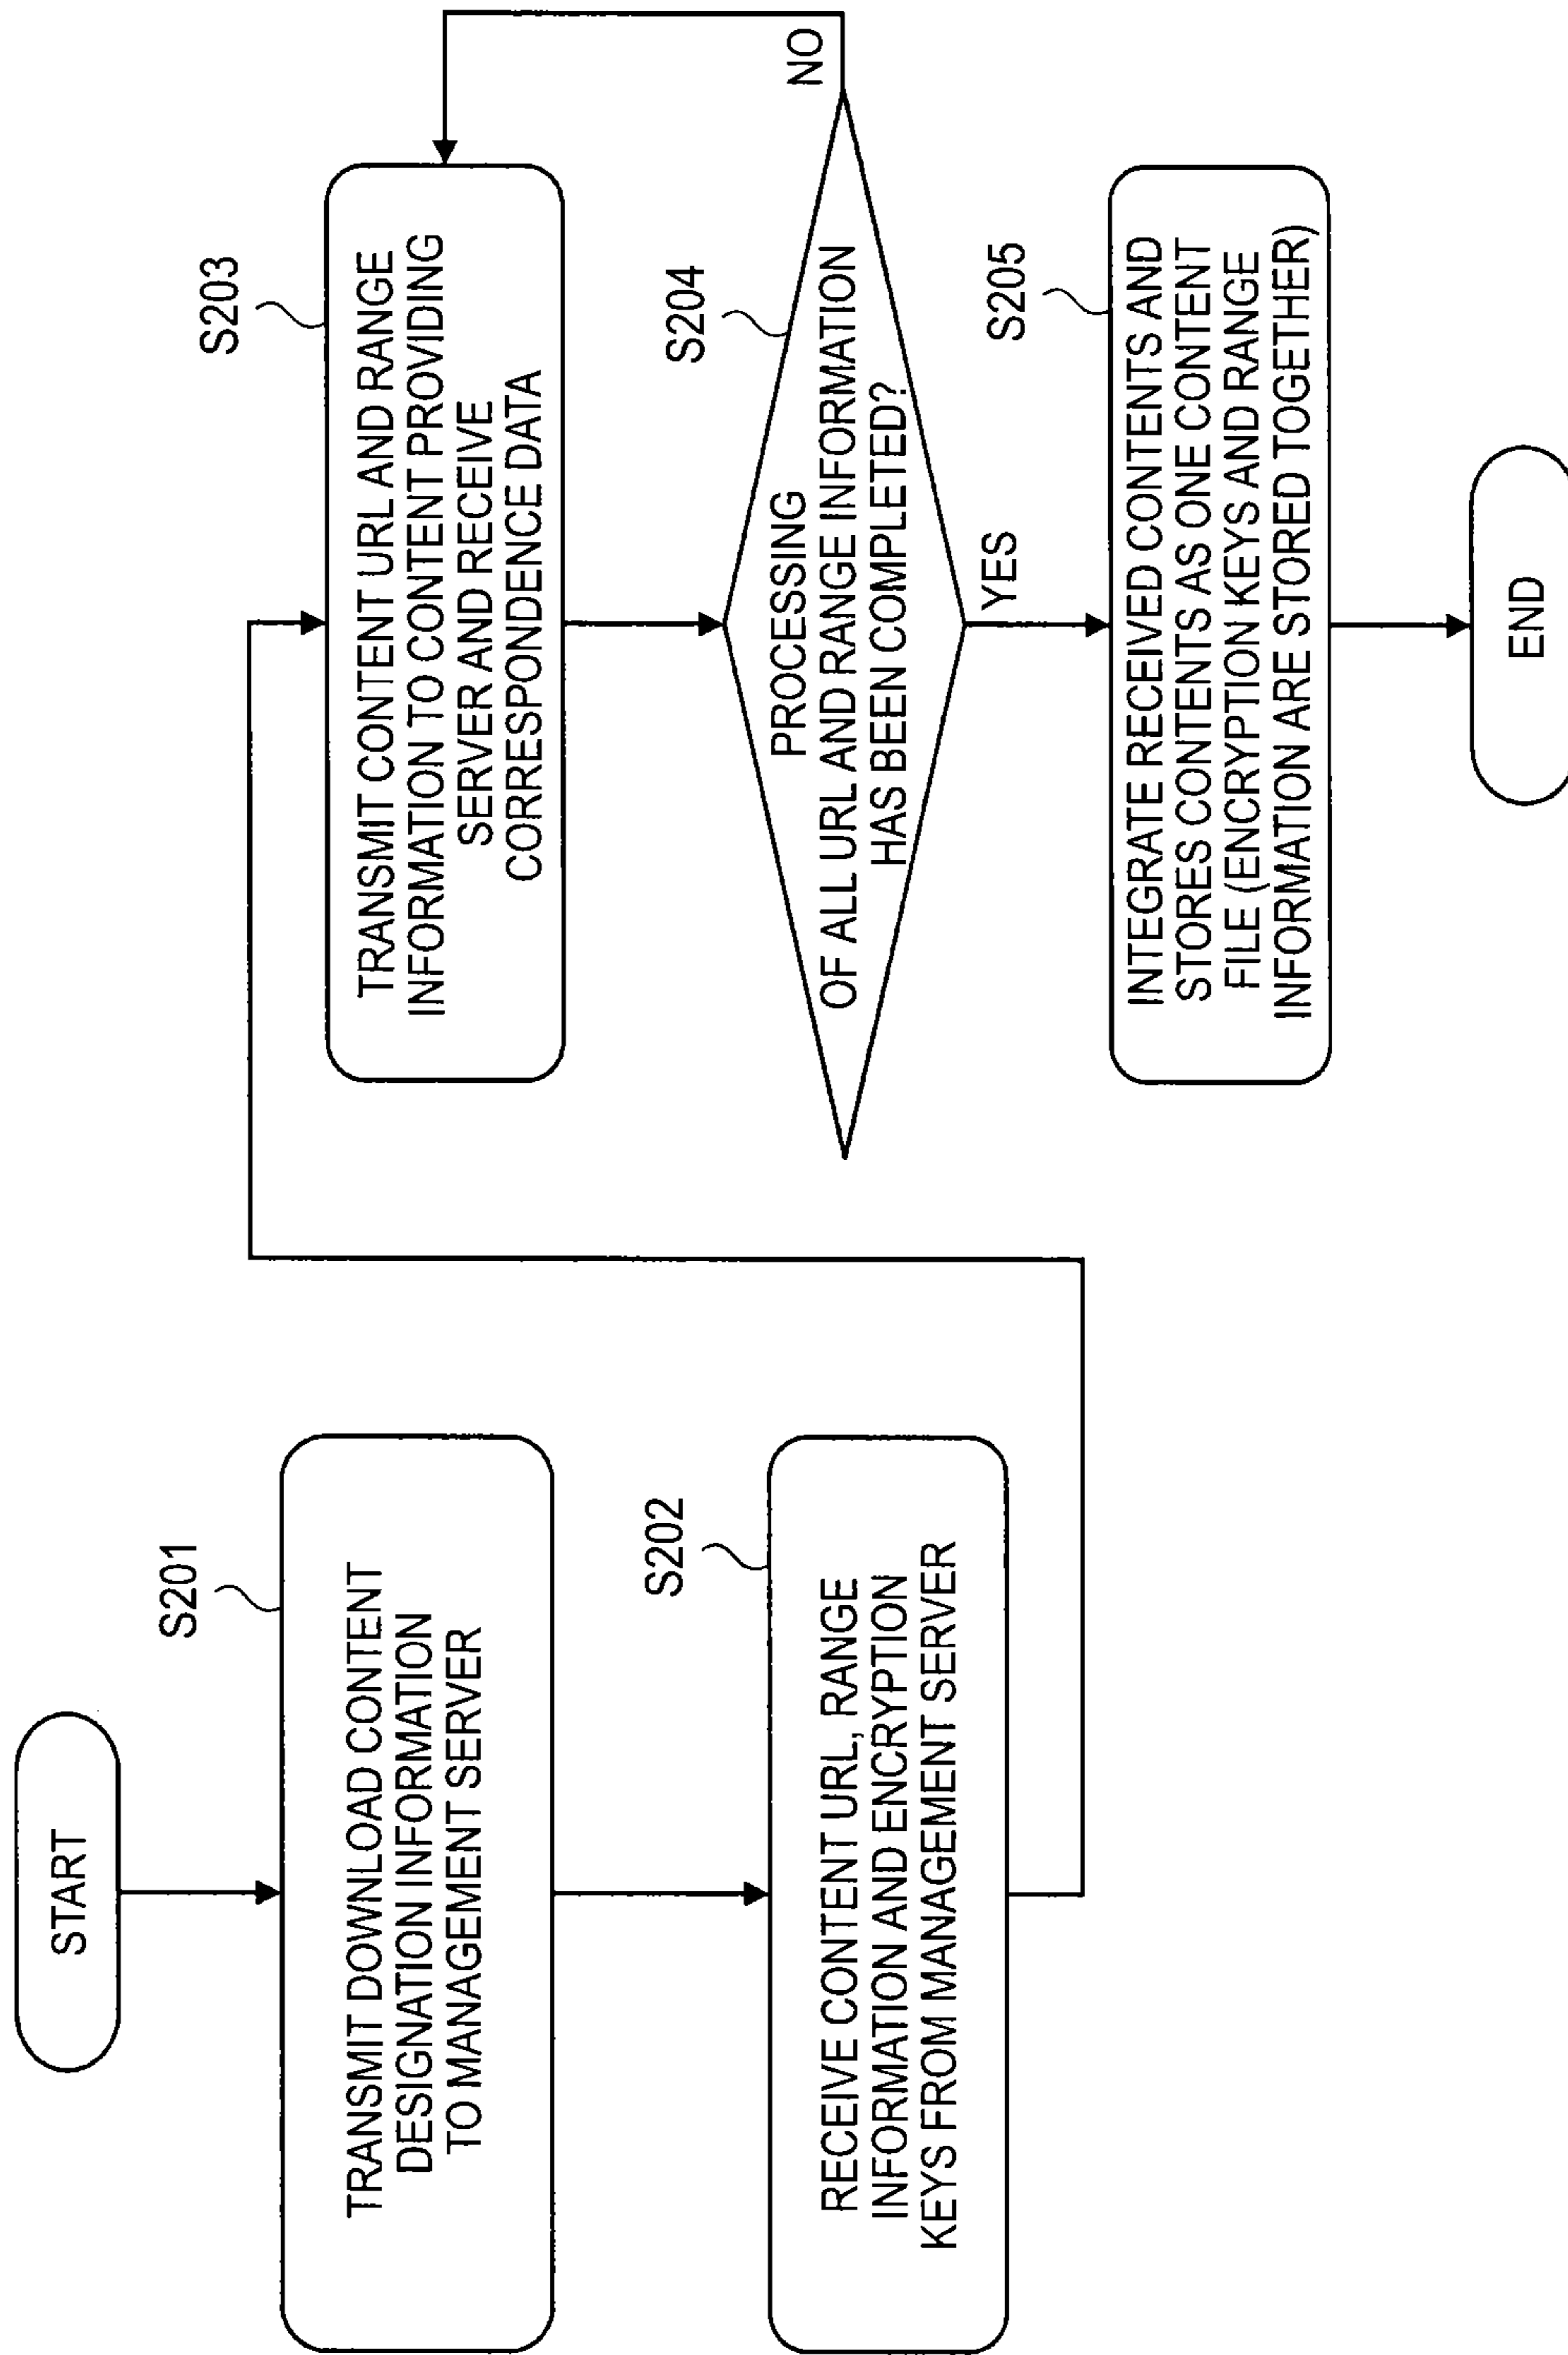 START
S201
TRANSMIT DOWNLOAD CONTENT
DESIGNATION INFORMATION
TO MANAGEMENT SERVER
S202
RECEIVE CONTENT URL, RANGE
INFORMATION AND ENCRYPTION
KEYS FROM MANAGEMENT SERVER
S203
TRANSMIT CONTENT URL AND RANGE
INFORMATION TO CONTENT PROVIDING
SERVER AND RECEIVE
CORRESPONDENCE DATA
S204
PROCESSING
OF ALL URL AND RANGE INFORMATION
HAS BEEN COMPLETED?
NO
YES
S205
INTEGRATE RECEIVED CONTENTS AND
STORES CONTENTS AS ONE CONTENT
FILE (ENCRYPTION KEYS AND RANGE
INFORMATION ARE STORED TOGETHER)
END